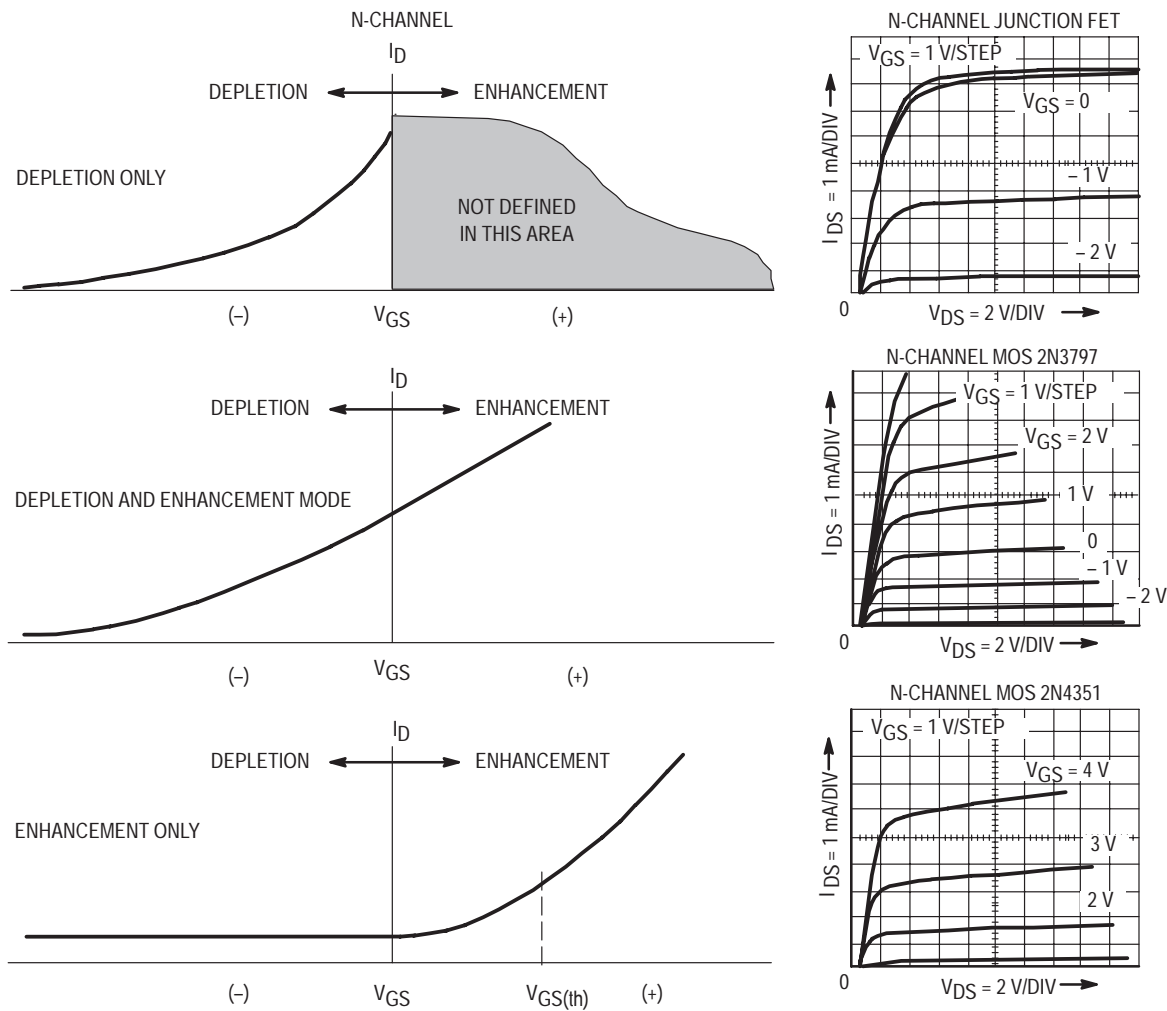 N-CHANNEL
I_D
DEPLETION
ENHANCEMENT
DEPLETION ONLY
NOT DEFINED
IN THIS AREA
(–)
V_GS
(+)
N-CHANNEL JUNCTION FET
V_GS = 1 V/STEP
V_GS = 0
– 1 V
– 2 V
I_DS = 1 mA/DIV
0
V_DS = 2 V/DIV
I_D
DEPLETION
ENHANCEMENT
DEPLETION AND ENHANCEMENT MODE
(–)
V_GS
(+)
N-CHANNEL MOS 2N3797
V_GS = 1 V/STEP
V_GS = 2 V
1 V
0
– 1 V
– 2 V
I_DS = 1 mA/DIV
0
V_DS = 2 V/DIV
I_D
DEPLETION
ENHANCEMENT
ENHANCEMENT ONLY
(–)
V_GS
V_GS(th)
(+)
N-CHANNEL MOS 2N4351
V_GS = 1 V/STEP
V_GS = 4 V
3 V
2 V
I_DS = 1 mA/DIV
0
V_DS = 2 V/DIV